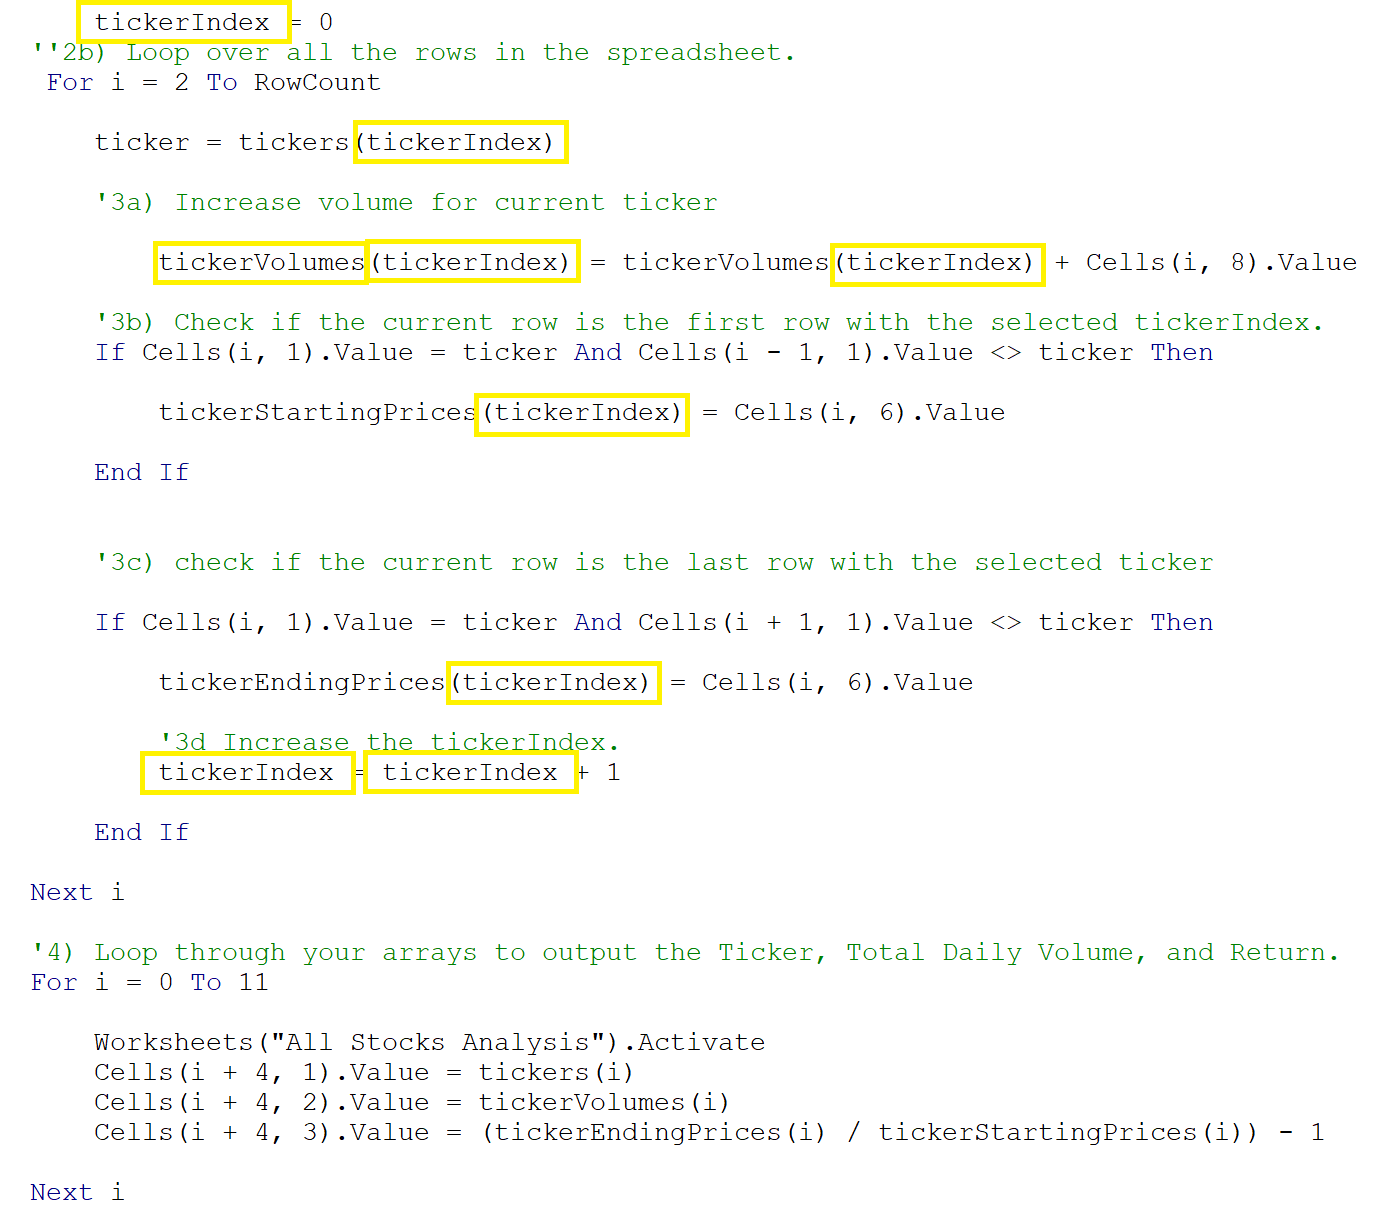 tickerIndex = 0
''2b) Loop over all the rows in the spreadsheet.
For i = 2 To RowCount
ticker = tickers(tickerIndex)
'3a) Increase volume for current ticker
tickerVolumes(tickerIndex) = tickerVolumes(tickerIndex) + Cells(i, 8).Value
'3b) Check if the current row is the first row with the selected tickerIndex.
If Cells(i, 1).Value = ticker And Cells(i - 1, 1).Value <> ticker Then
tickerStartingPrices(tickerIndex) = Cells(i, 6).Value
End If
'3c) check if the current row is the last row with the selected ticker
If Cells(i, 1).Value = ticker And Cells(i + 1, 1).Value <> ticker Then
tickerEndingPrices(tickerIndex) = Cells(i, 6).Value
'3d Increase the tickerIndex.
tickerIndex = tickerIndex + 1
End If
Next i
'4) Loop through your arrays to output the Ticker, Total Daily Volume, and Return.
For i = 0 To 11
Worksheets("All Stocks Analysis").Activate
Cells(i + 4, 1).Value = tickers(i)
Cells(i + 4, 2).Value = tickerVolumes(i)
Cells(i + 4, 3).Value = (tickerEndingPrices(i) / tickerStartingPrices(i)) - 1
Next i